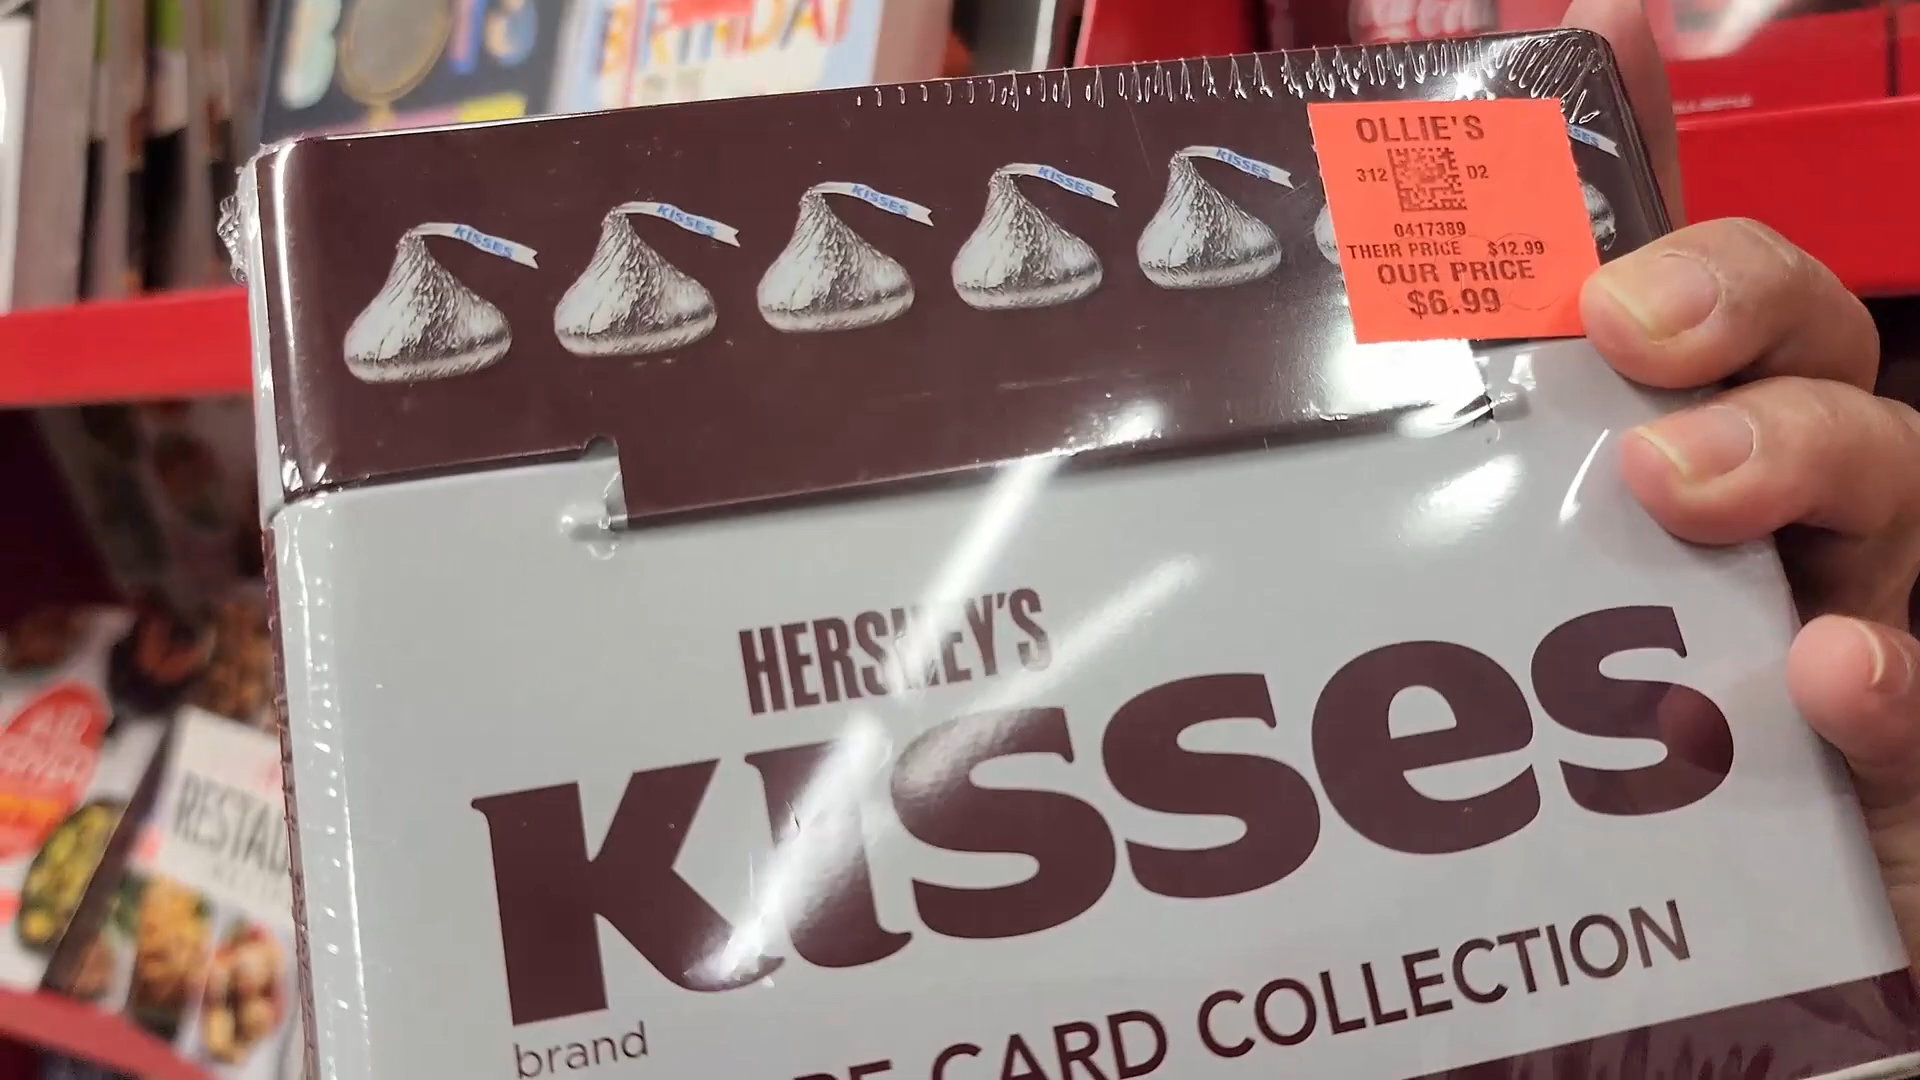 BIRTHDAY
OLLIE'S
312 D2
0417389
THEIR PRICE $12.99
OUR PRICE
$6.99
KISSES
KISSES
KISSES
KISSES
KISSES
HERSHEY'S
KISSES
brand
CARD COLLECTION